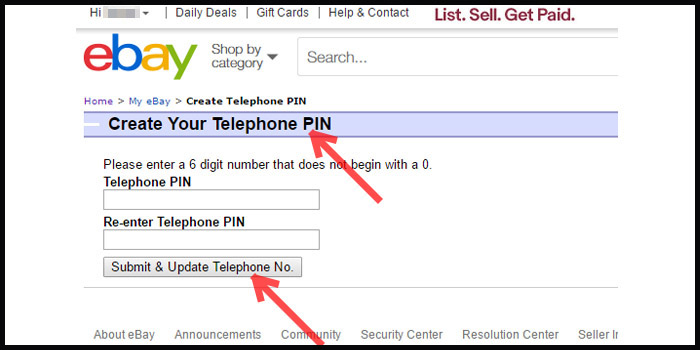 Hi | Daily Deals | Gift Cards | Help & Contact List. Sell. Get Paid.
ebay Shop by category Search...
Home > My eBay > Create Telephone PIN
Create Your Telephone PIN
Please enter a 6 digit number that does not begin with a 0.
Telephone PIN
Re-enter Telephone PIN
Submit & Update Telephone No.
About eBay Announcements Community Security Center Resolution Center Seller In